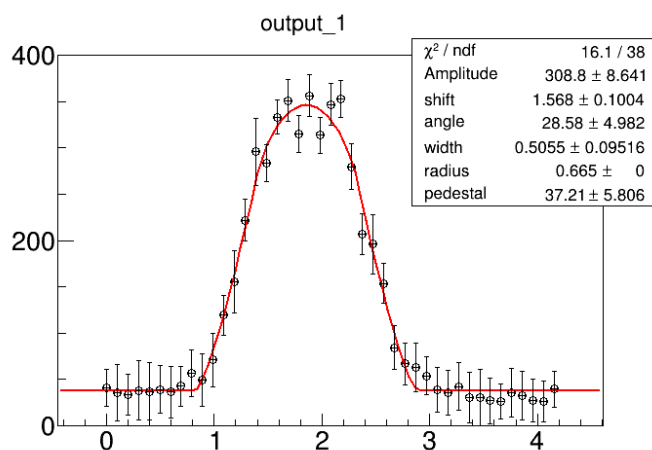 output_1
χ² / ndf 16.1 / 38
Amplitude 308.8 ± 8.641
shift 1.568 ± 0.1004
angle 28.58 ± 4.982
width 0.5055 ± 0.09516
radius 0.665 ± 0
pedestal 37.21 ± 5.806
400
200
0
0 1 2 3 4